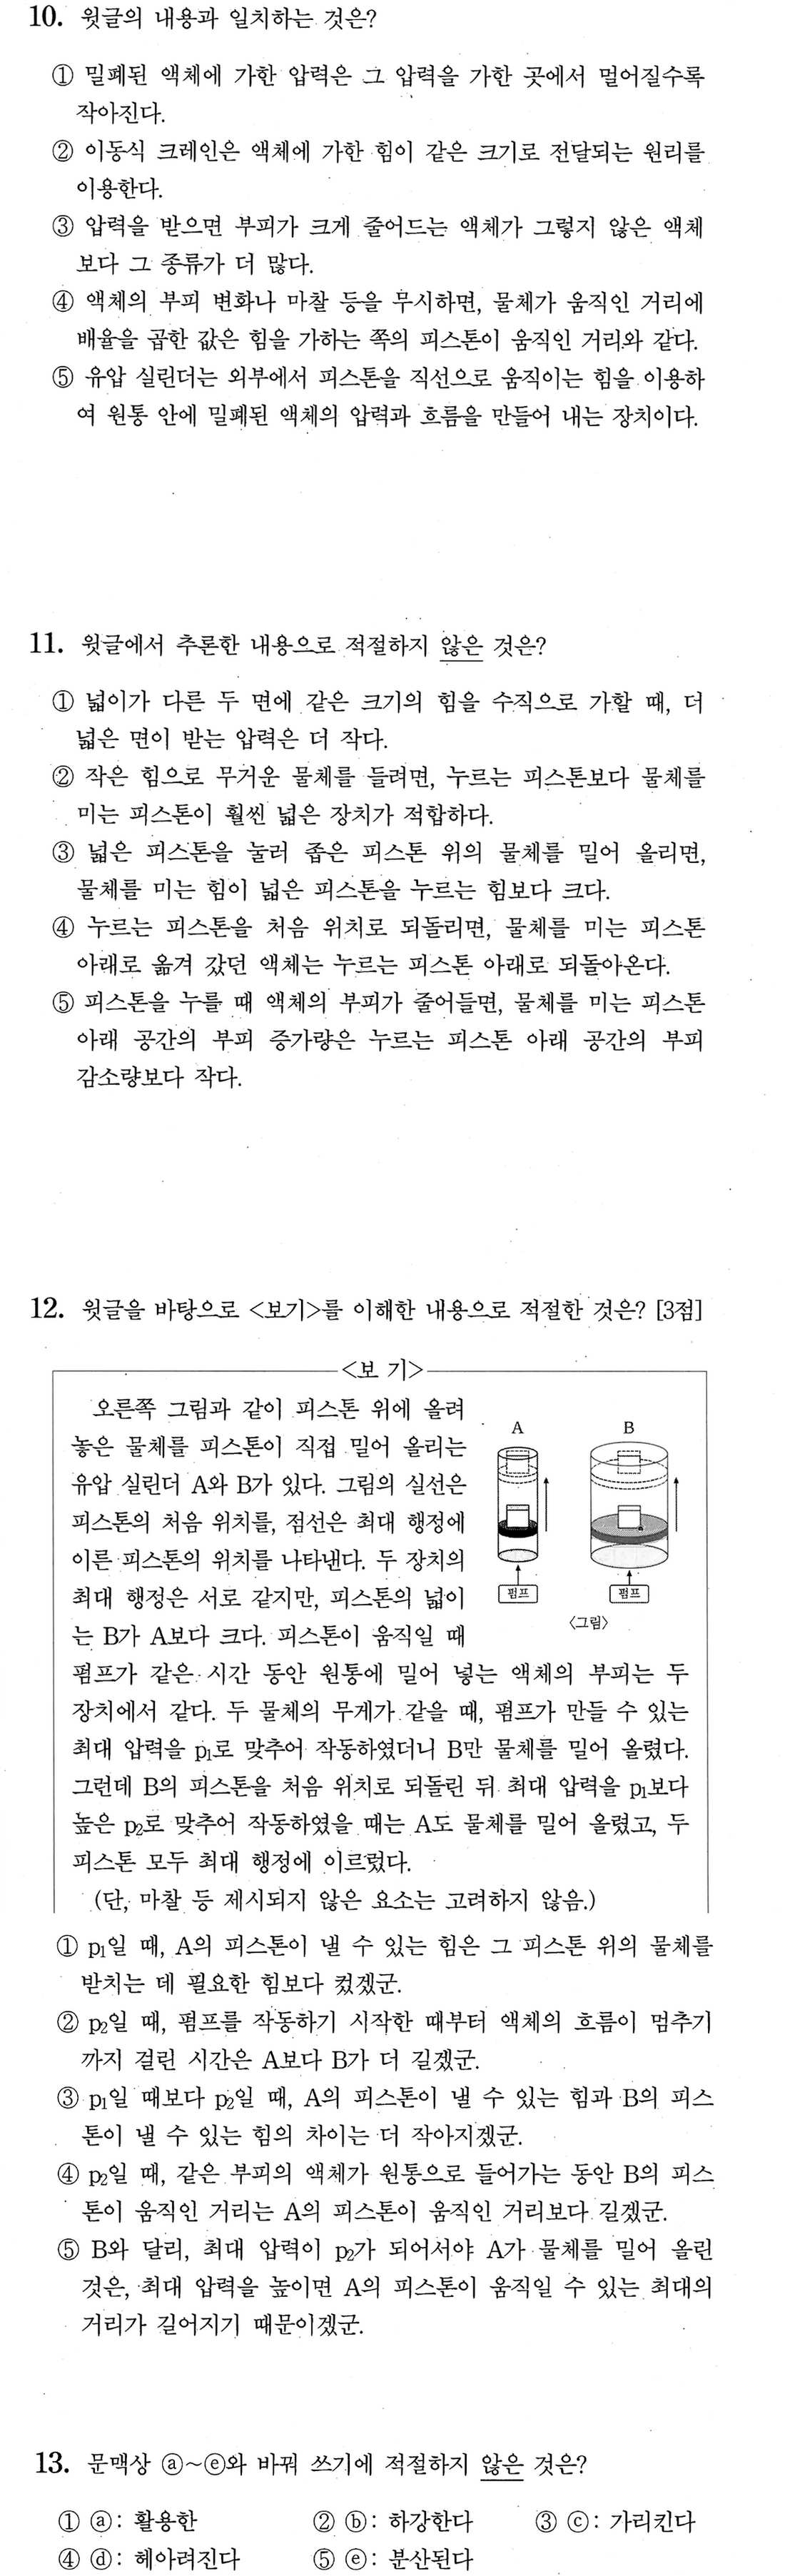 10. 윗글의 내용과 일치하는 것은?
① 밀폐된 액체에 가한 압력은 그 압력을 가한 곳에서 멀어질수록
작아진다.
② 이동식 크레인은 액체에 가한 힘이 같은 크기로 전달되는 원리를
이용한다.
③ 압력을 받으면 부피가 크게 줄어드는 액체가 그렇지 않은 액체
보다 그 종류가 더 많다.
④ 액체의 부피 변화나 마찰 등을 무시하면, 물체가 움직인 거리에
배율을 곱한 값은 힘을 가하는 쪽의 피스톤이 움직인 거리와 같다.
⑤ 유압 실린더는 외부에서 피스톤을 직선으로 움직이는 힘을 이용하
여 원통 안에 밀폐된 액체의 압력과 흐름을 만들어 내는 장치이다.
11. 윗글에서 추론한 내용으로 적절하지 않은 것은?
① 넓이가 다른 두 면에 같은 크기의 힘을 수직으로 가할 때, 더
넓은 면이 받는 압력은 더 작다.
② 작은 힘으로 무거운 물체를 들려면, 누르는 피스톤보다 물체를
미는 피스톤이 훨씬 넓은 장치가 적합하다.
③ 넓은 피스톤을 눌러 좁은 피스톤 위의 물체를 밀어 올리면,
물체를 미는 힘이 넓은 피스톤을 누르는 힘보다 크다.
④ 누르는 피스톤을 처음 위치로 되돌리면, 물체를 미는 피스톤
아래로 옮겨 갔던 액체는 누르는 피스톤 아래로 되돌아온다.
⑤ 피스톤을 누를 때 액체의 부피가 줄어들면, 물체를 미는 피스톤
아래 공간의 부피 증가량은 누르는 피스톤 아래 공간의 부피
감소량보다 작다.
12. 윗글을 바탕으로 <보기>를 이해한 내용으로 적절한 것은? [3점]
<보 기>
오른쪽 그림과 같이 피스톤 위에 올려
놓은 물체를 피스톤이 직접 밀어 올리는
유압 실린더 A와 B가 있다. 그림의 실선은
피스톤의 처음 위치를, 점선은 최대 행정에
이른 피스톤의 위치를 나타낸다. 두 장치의
최대 행정은 서로 같지만, 피스톤의 넓이
는 B가 A보다 크다. 피스톤이 움직일 때
A B
펌프 펌프
<그림>
펌프가 같은 시간 동안 원통에 밀어 넣는 액체의 부피는 두
장치에서 같다. 두 물체의 무게가 같을 때, 펌프가 만들 수 있는
최대 압력을 p₁로 맞추어 작동하였더니 B만 물체를 밀어 올렸다.
그런데 B의 피스톤을 처음 위치로 되돌린 뒤 최대 압력을 p₁보다
높은 p₂로 맞추어 작동하였을 때는 A도 물체를 밀어 올렸고, 두
피스톤 모두 최대 행정에 이르렀다.
(단, 마찰 등 제시되지 않은 요소는 고려하지 않음.)
① p₁일 때, A의 피스톤이 낼 수 있는 힘은 그 피스톤 위의 물체를
받치는 데 필요한 힘보다 컸겠군.
② p₂일 때, 펌프를 작동하기 시작한 때부터 액체의 흐름이 멈추기
까지 걸린 시간은 A보다 B가 더 길겠군.
③ p₁일 때보다 p₂일 때, A의 피스톤이 낼 수 있는 힘과 B의 피스
톤이 낼 수 있는 힘의 차이는 더 작아지겠군.
④ p₂일 때, 같은 부피의 액체가 원통으로 들어가는 동안 B의 피스
톤이 움직인 거리는 A의 피스톤이 움직인 거리보다 길겠군.
⑤ B와 달리, 최대 압력이 p₂가 되어서야 A가 물체를 밀어 올린
것은, 최대 압력을 높이면 A의 피스톤이 움직일 수 있는 최대의
거리가 길어지기 때문이겠군.
13. 문맥상 ⓐ~ⓔ와 바꿔 쓰기에 적절하지 않은 것은?
① ⓐ: 활용한 ② ⓑ: 하강한다 ③ ⓒ: 가리킨다
④ ⓓ: 헤아려진다 ⑤ ⓔ: 분산된다